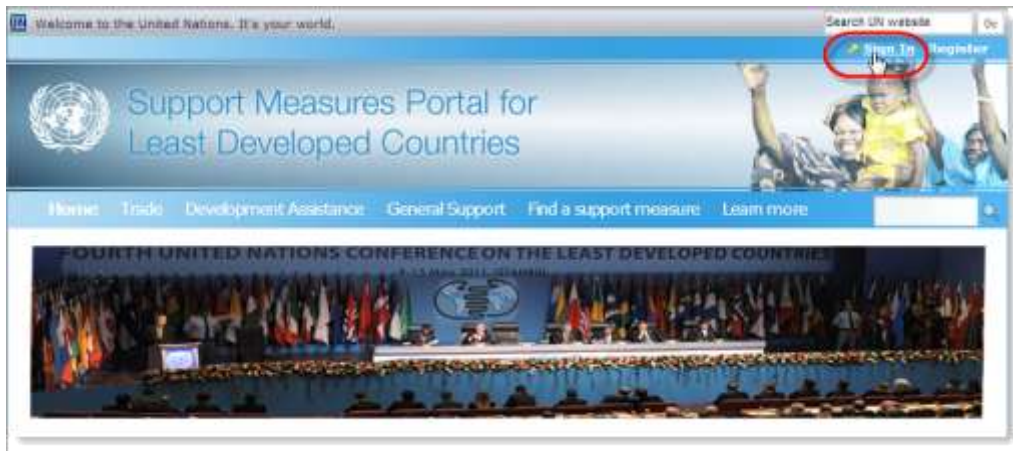 Welcome to the United Nations. It's your world.
Search UN website
Go
Sign In Register
Support Measures Portal for
Least Developed Countries
Home Trade Development Assistance General Support Find a support measure Learn more
FOURTH UNITED NATIONS CONFERENCE ON THE LEAST DEVELOPED COUNTRIES